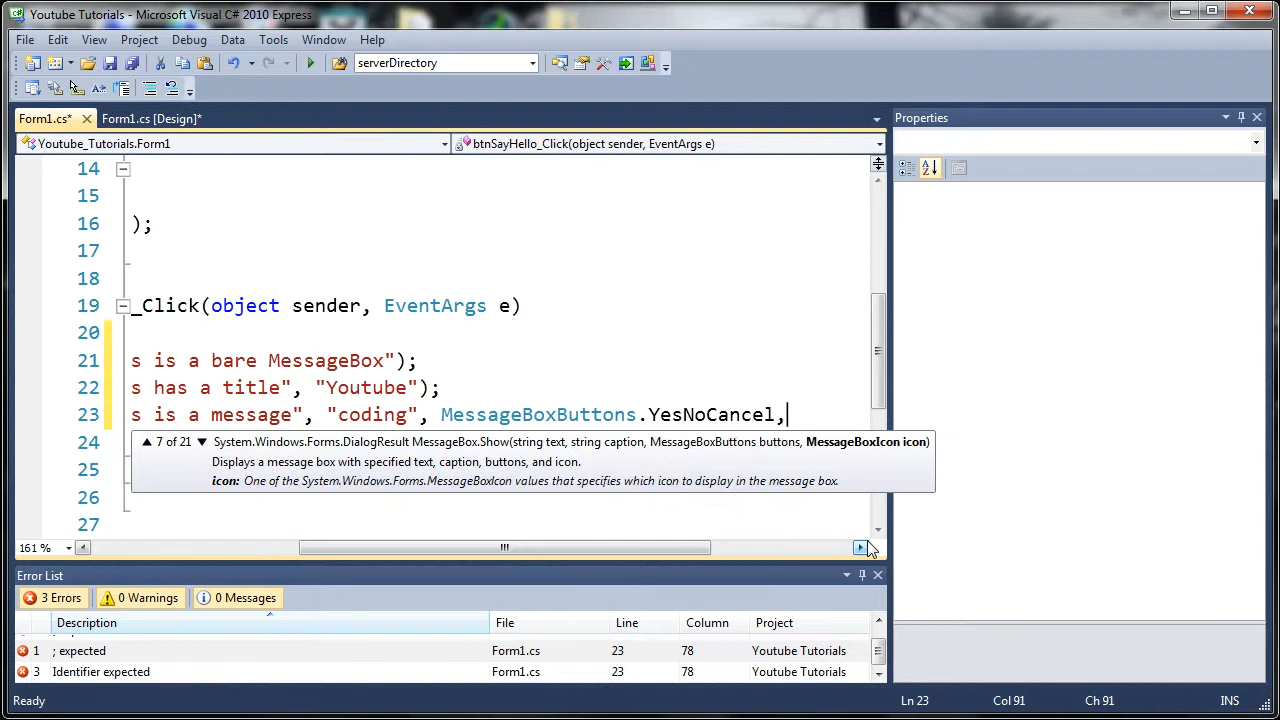 Youtube Tutorials - Microsoft Visual C# 2010 Express
File Edit View Project Debug Data Tools Window Help
serverDirectory
Form1.cs* Form1.cs [Design]* Properties
Youtube_Tutorials.Form1 btnSayHello_Click(object sender, EventArgs e)
14
15
16 );
17
18
19 _Click(object sender, EventArgs e)
20
21 s is a bare MessageBox");
22 s has a title", "Youtube");
23 s is a message", "coding", MessageBoxButtons.YesNoCancel,
24 7 of 21 System.Windows.Forms.DialogResult MessageBox.Show(string text, string caption, MessageBoxButtons buttons, MessageBoxIcon icon)
Displays a message box with specified text, caption, buttons, and icon.
25 icon: One of the System.Windows.Forms.MessageBoxIcon values that specifies which icon to display in the message box.
26
27
161 %
Error List
3 Errors 0 Warnings 0 Messages
Description File Line Column Project
1 ; expected Form1.cs 23 78 Youtube Tutorials
3 Identifier expected Form1.cs 23 78 Youtube Tutorials
Ready Ln 23 Col 91 Ch 91 INS